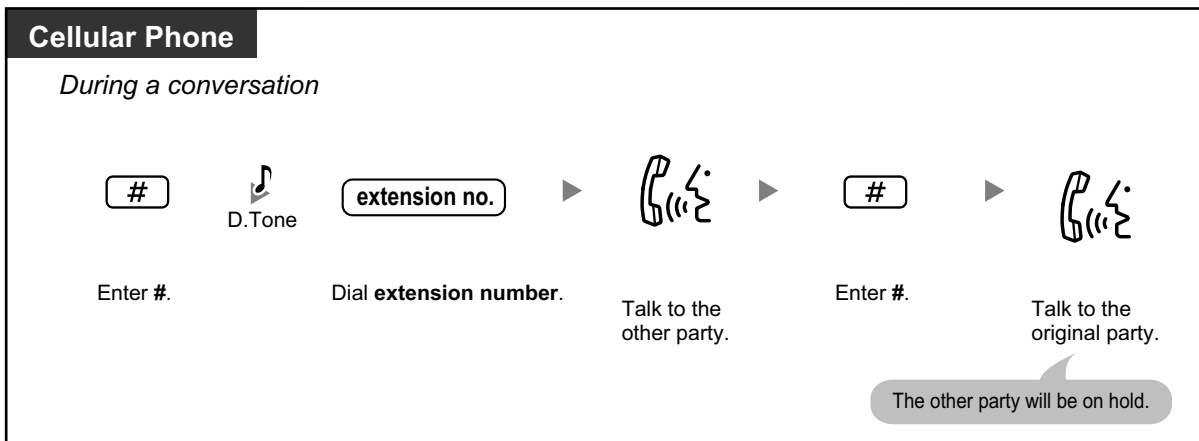 Cellular Phone
During a conversation
#
D.Tone
extension no.
#
Enter #.
Dial extension number.
Talk to the
other party.
Enter #.
Talk to the
original party.
The other party will be on hold.